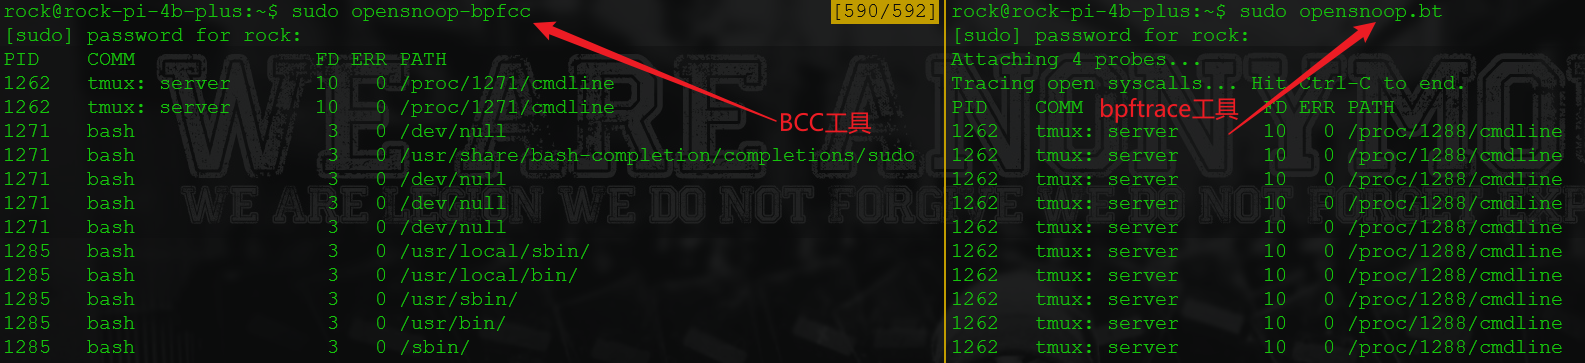 rock@rock-pi-4b-plus:~$ sudo opensnoop-bpfcc [590/592]
[sudo] password for rock:
PID COMM FD ERR PATH
1262 tmux: server 10 0 /proc/1271/cmdline
1262 tmux: server 10 0 /proc/1271/cmdline
1271 bash 3 0 /dev/null
1271 bash 3 0 /usr/share/bash-completion/completions/sudo
1271 bash 3 0 /dev/null
1271 bash 3 0 /dev/null
1271 bash 3 0 /dev/null
1285 bash 3 0 /usr/local/sbin/
1285 bash 3 0 /usr/local/bin/
1285 bash 3 0 /usr/sbin/
1285 bash 3 0 /usr/bin/
1285 bash 3 0 /sbin/
BCC工具
rock@rock-pi-4b-plus:~$ sudo opensnoop.bt
[sudo] password for rock:
Attaching 4 probes...
Tracing open syscalls... Hit Ctrl-C to end.
PID COMM FD ERR PATH
1262 tmux: server 10 0 /proc/1288/cmdline
1262 tmux: server 10 0 /proc/1288/cmdline
1262 tmux: server 10 0 /proc/1288/cmdline
1262 tmux: server 10 0 /proc/1288/cmdline
1262 tmux: server 10 0 /proc/1288/cmdline
1262 tmux: server 10 0 /proc/1288/cmdline
1262 tmux: server 10 0 /proc/1288/cmdline
1262 tmux: server 10 0 /proc/1288/cmdline
1262 tmux: server 10 0 /proc/1288/cmdline
1262 tmux: server 10 0 /proc/1288/cmdline
bpftrace工具
WE ARE ANONYMO
WE ARE LEGION WE DO NOT FORGIVE WE DO NOT FORGET EXP